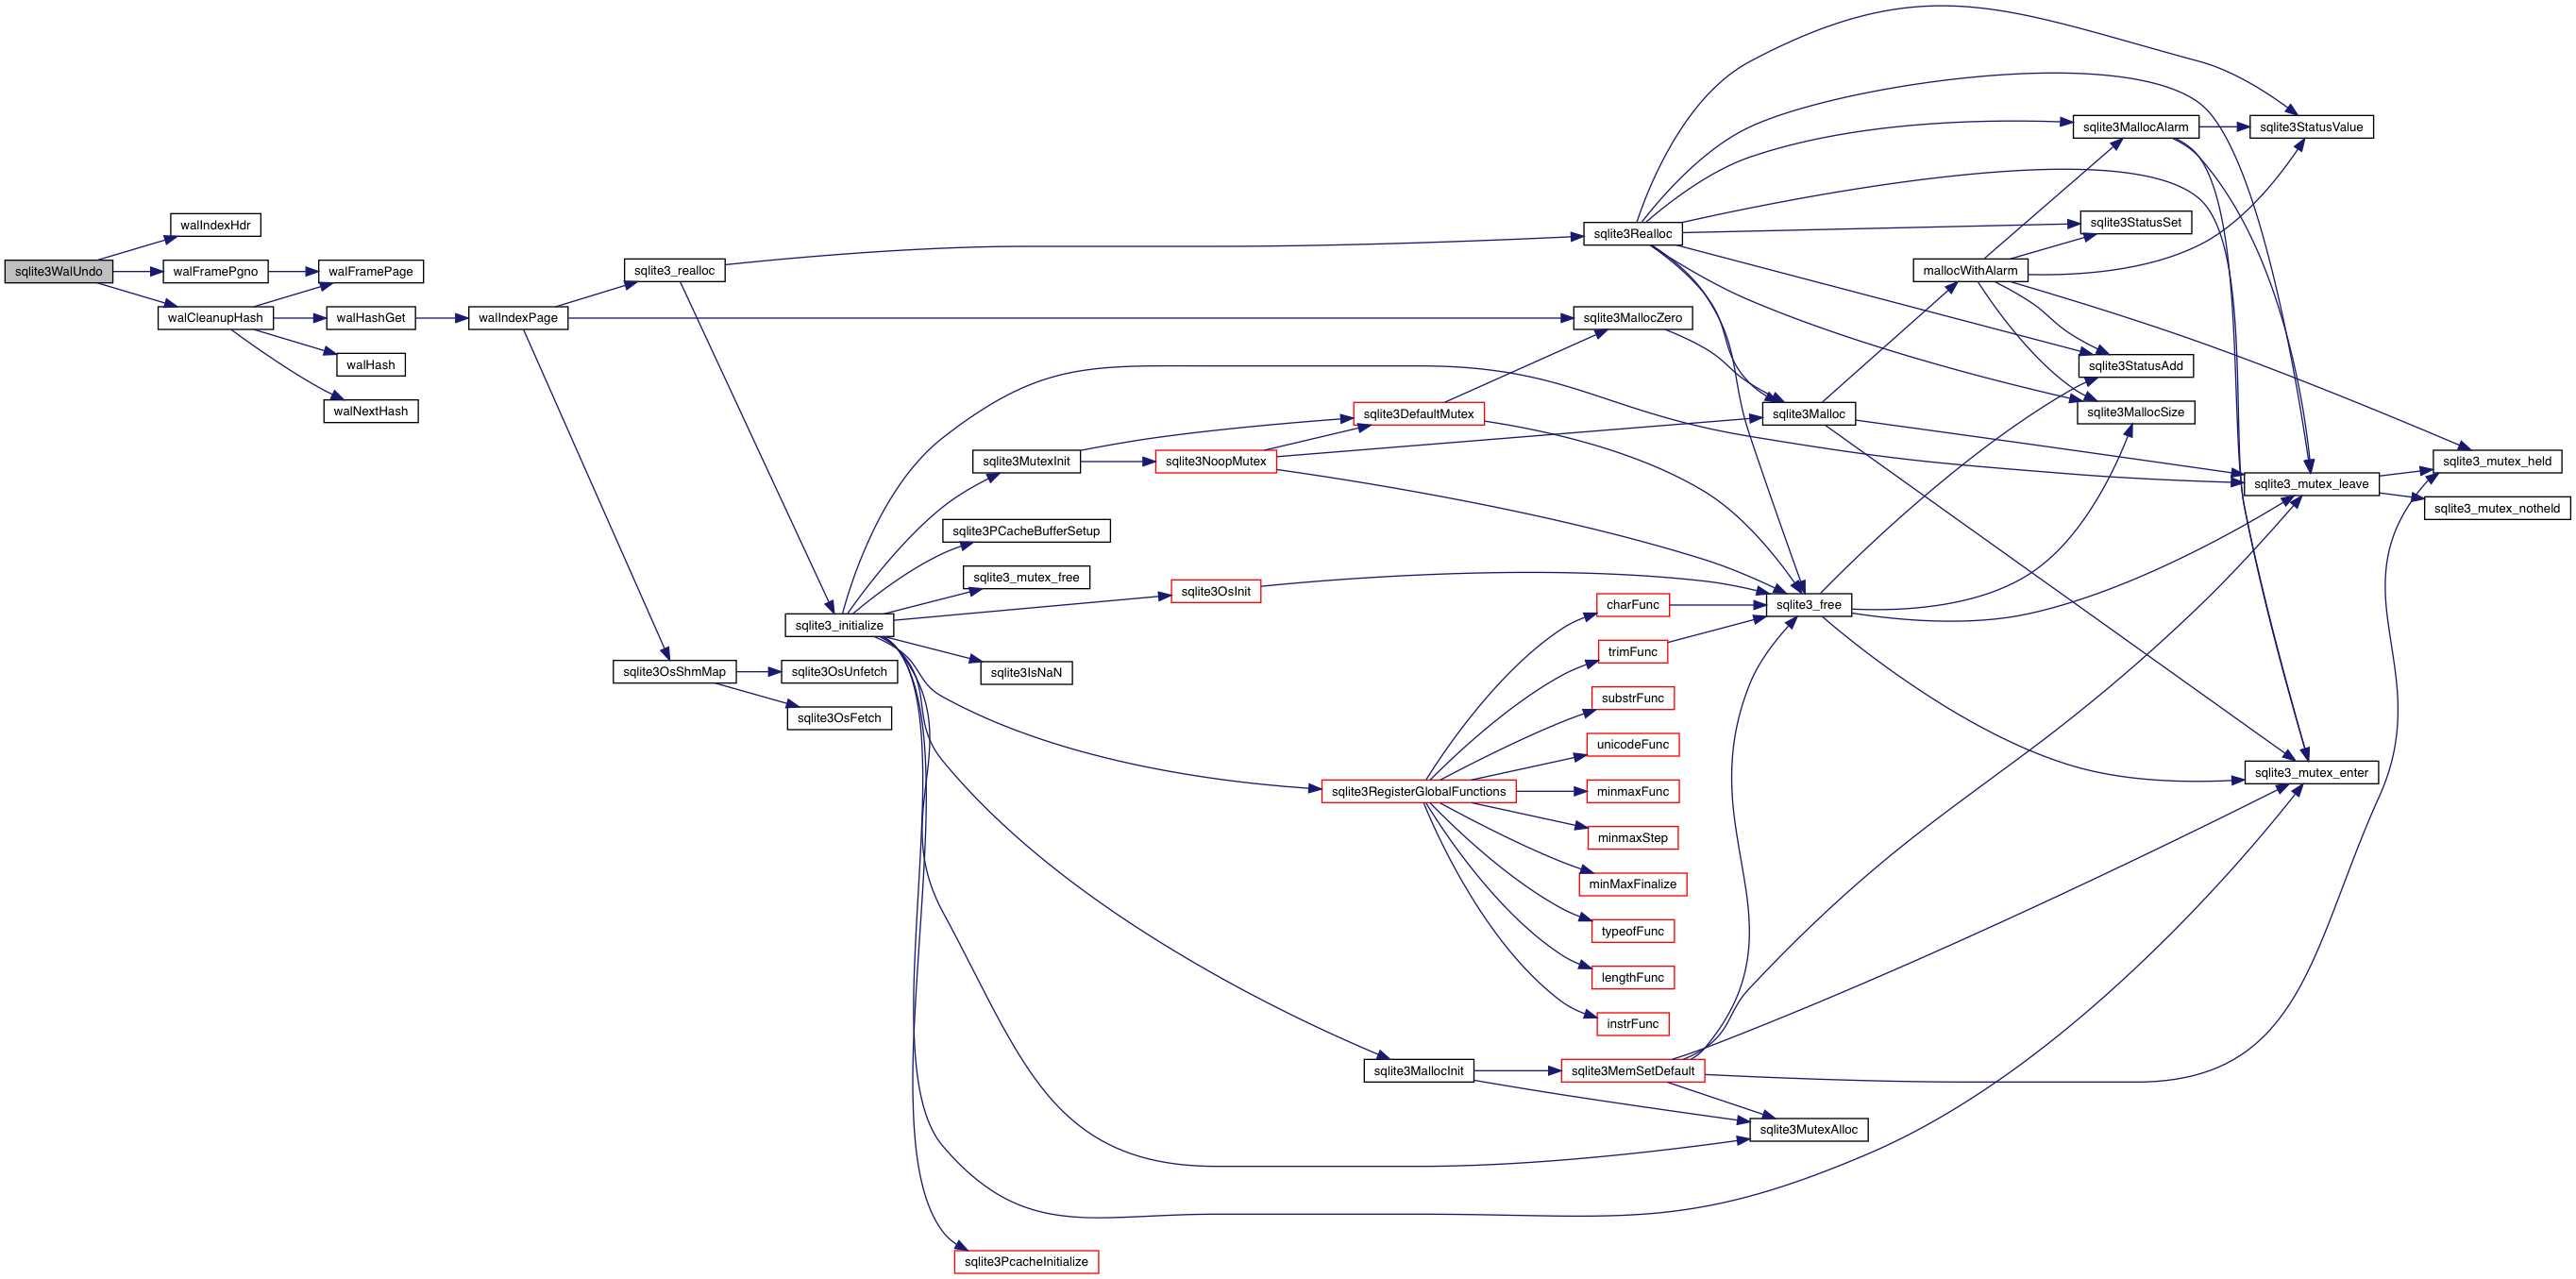 sqlite3WalUndo
walIndexHdr
walFramePgno
walCleanupHash
walFramePage
walHashGet
walHash
walNextHash
walIndexPage
sqlite3_realloc
sqlite3OsShmMap
sqlite3_initialize
sqlite3OsUnfetch
sqlite3OsFetch
sqlite3MutexInit
sqlite3PCacheBufferSetup
sqlite3_mutex_free
sqlite3IsNaN
sqlite3PcacheInitialize
sqlite3NoopMutex
sqlite3OsInit
sqlite3DefaultMutex
sqlite3RegisterGlobalFunctions
sqlite3MallocInit
sqlite3Realloc
sqlite3MallocZero
charFunc
trimFunc
substrFunc
unicodeFunc
minmaxFunc
minmaxStep
minMaxFinalize
typeofFunc
lengthFunc
instrFunc
sqlite3MemSetDefault
sqlite3Malloc
sqlite3_free
sqlite3MutexAlloc
mallocWithAlarm
sqlite3MallocAlarm
sqlite3StatusSet
sqlite3StatusAdd
sqlite3MallocSize
sqlite3StatusValue
sqlite3_mutex_leave
sqlite3_mutex_enter
sqlite3_mutex_held
sqlite3_mutex_notheld